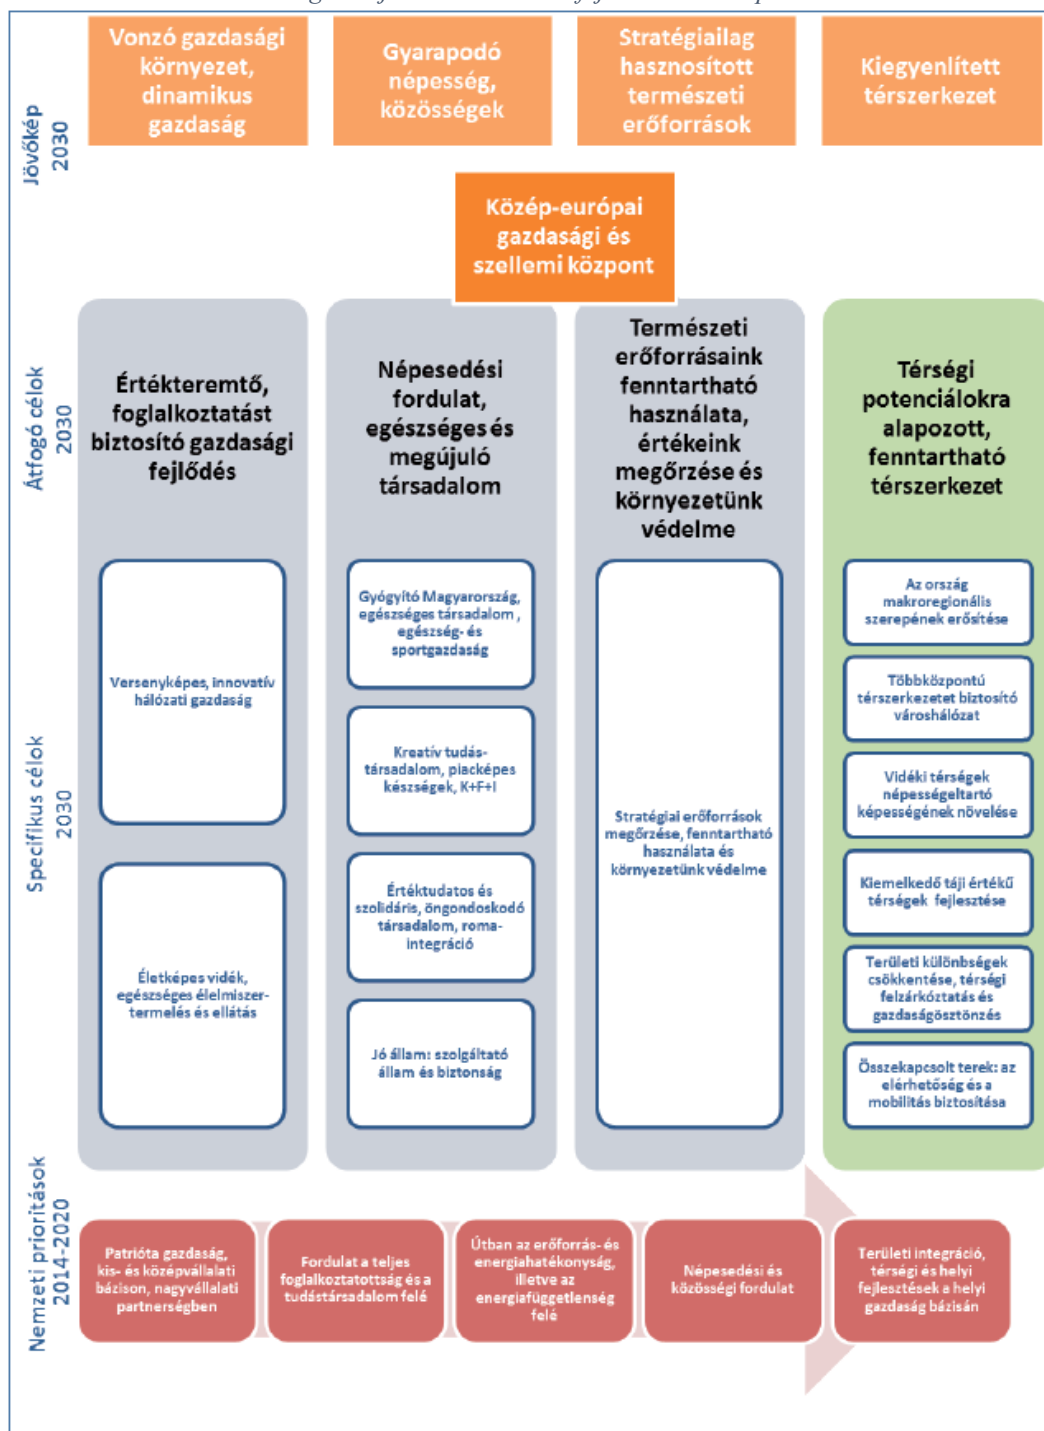 Jövőkép
2030
Vonzó gazdasági
környezet,
dinamikus
gazdaság
Gyarapodó
népesség,
közösségek
Stratégiailag
hasznosított
természeti
erőforrások
Kiegyenlített
térszerkezet
Közép-európai
gazdasági és
szellemi központ
Átfogó célok
2030
Értékteremtő,
foglalkoztatást
biztosító gazdasági
fejlődés
Népesedési
fordulat,
egészséges és
megújuló
társadalom
Természeti
erőforrásaink
fenntartható
használata,
értékeink
megőrzése és
környezetünk
védelme
Térségi
potenciálokra
alapozott,
fenntartható
térszerkezet
Specifikus célok
2030
Versenyképes, innovatív
hálózati gazdaság
Életképes vidék,
egészséges élelmiszer-
termelés és ellátás
Gyógyító Magyarország,
egészséges társadalom ,
egészség- és
sportgazdaság
Kreatív tudás-
társadalom, piacképes
készségek, K+F+I
Értéktudatos és
szolidáris, öngondoskodó
társadalom, roma-
integráció
Jó állam: szolgáltató
állam és biztonság
Stratégiai erőforrások
megőrzése, fenntartható
használata és
környezetünk védelme
Az ország
makroregionális
szerepének erősítése
Többközpontú
térszerkezetet biztosító
városhálózat
Vidéki térségek
népességeltartó
képességének növelése
Kiemelkedő táji értékű
térségek  fejlesztése
Területi különbségek
csökkentése, térségi
felzárkóztatás és
gazdaságösztönzés
Összekapcsolt terek: az
elérhetőség és a
mobilitás biztosítása
Nemzeti prioritások
2014-2020
Patrióta gazdaság,
kis- és középvállalati
bázison, nagyvállalati
partnerségben
Fordulat a teljes
foglalkoztatottság és a
tudástársadalom felé
Útban az erőforrás- és
energiahatékonyság,
illetve az
energiafüggetlenség
felé
Népesedési és
közösségi fordulat
Területi integráció,
térségi és helyi
fejlesztések a helyi
gazdaság bázisán